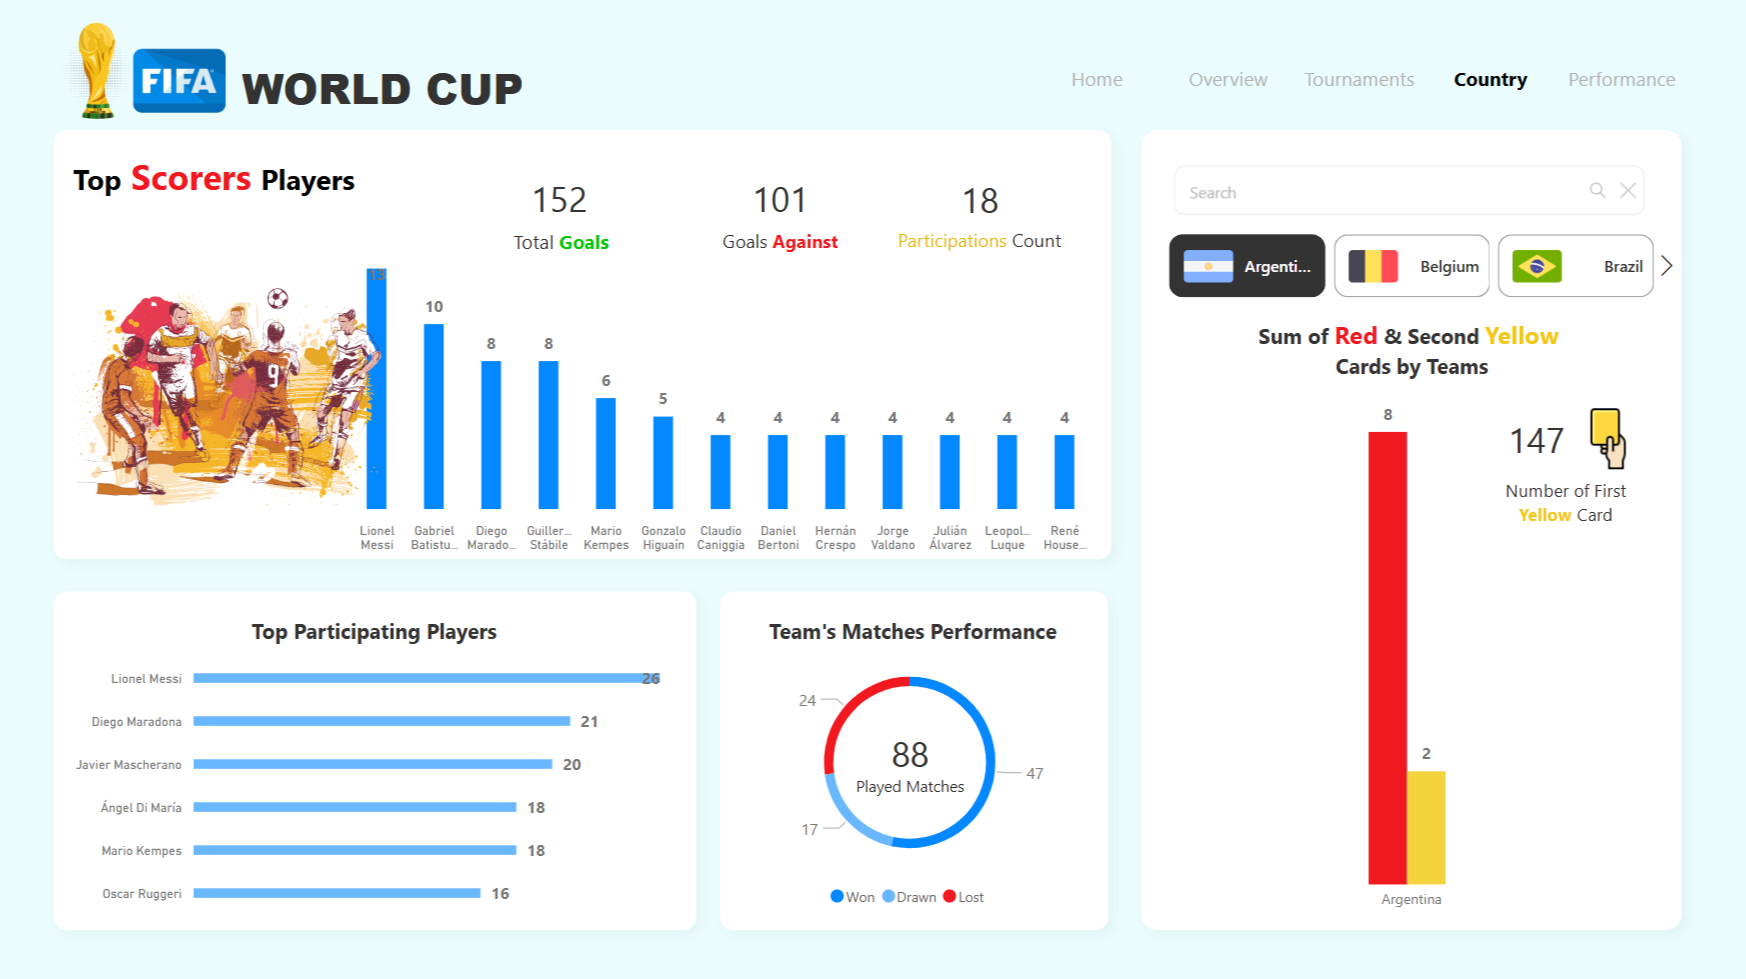 FIFA WORLD CUP
Home Overview Tournaments Country Performance
Top Scorers Players
152
Total Goals
101
Goals Against
18
Participations Count
13
10
8
8
6
5
4
4
4
4
4
4
4
9
Lionel Messi
Gabriel Batistu...
Diego Marado...
Guiller... Stábile
Mario Kempes
Gonzalo Higuaín
Claudio Caniggia
Daniel Bertoni
Hernán Crespo
Jorge Valdano
Julián Álvarez
Leopol... Luque
René House...
Top Participating Players
Lionel Messi 26
Diego Maradona 21
Javier Mascherano 20
Ángel Di María 18
Mario Kempes 18
Oscar Ruggeri 16
Team's Matches Performance
24
47
17
88
Played Matches
Won Drawn Lost
Search
Argenti... Belgium Brazil
Sum of Red & Second Yellow
Cards by Teams
8
2
Argentina
147
Number of First
Yellow Card